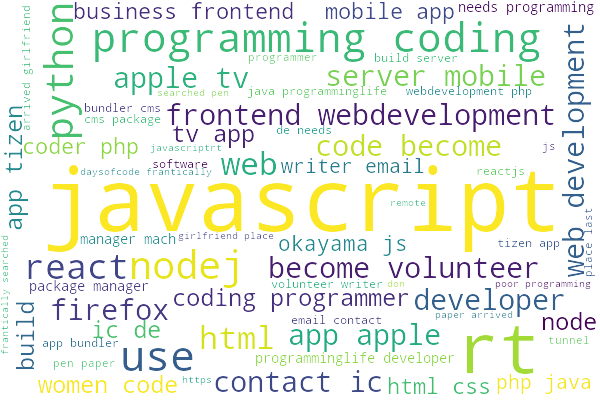 business frontend
mobile app
needs programming
arrived girlfriend
python
programming coding
build server
programmer
apple tv
server mobile
searched pen
java programminglife
webdevelopment php
bundler cms
cms package
frontend webdevelopment
web development
app tizen
tv app
de needs
coder php
javascriptrt
code become
js
software
web
writer email
daysofcode frantically
reactjs
javascript
remote
place last
manager mach
girlfriend place
okayama js
tizen app
frantically searched
react
nodej
become volunteer
package manager
volunteer writer
don
poor programming
firefox
coding programmer
developer
build
ic de
email contact
paper arrived
node
html
app apple
rt
app bundler
use
programminglife developer
tunnel
pen paper
women code
https
contact ic
html css
php java